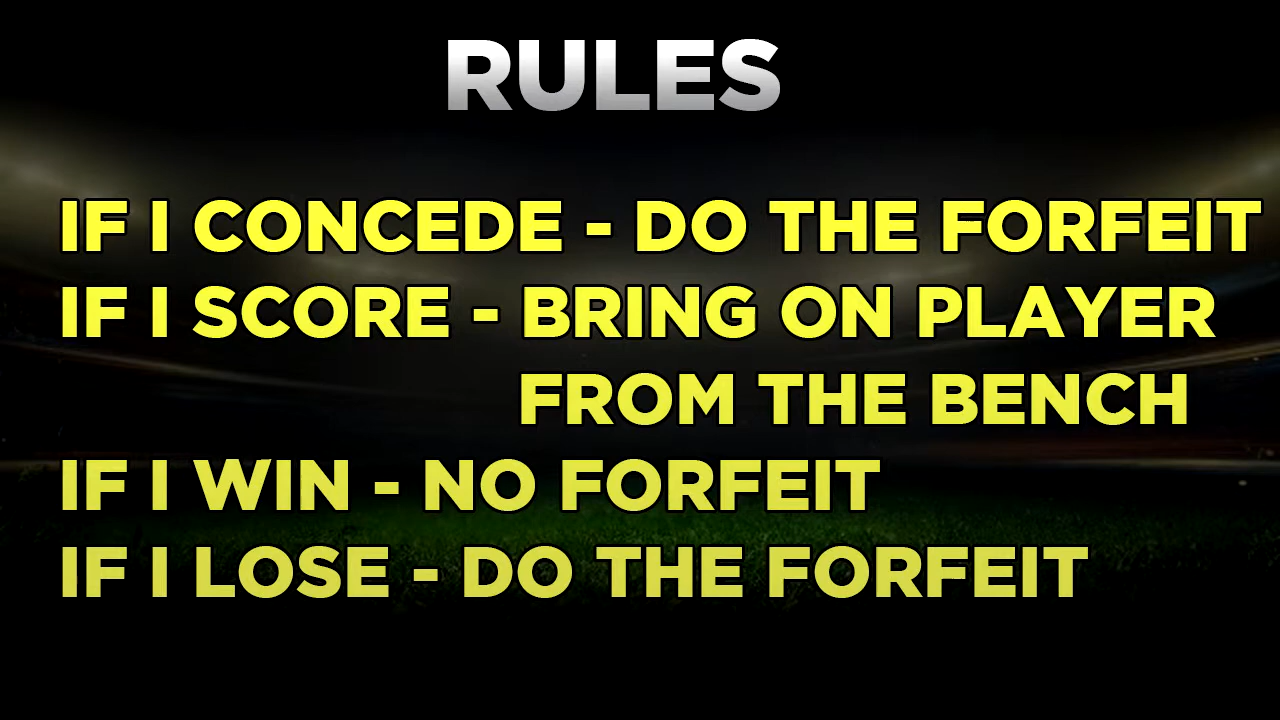 RULES
IF I CONCEDE - DO THE FORFEIT
IF I SCORE - BRING ON PLAYER
FROM THE BENCH
IF I WIN - NO FORFEIT
IF I LOSE - DO THE FORFEIT